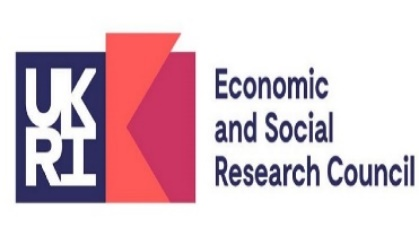 UK
RI
Economic
and Social
Research Council